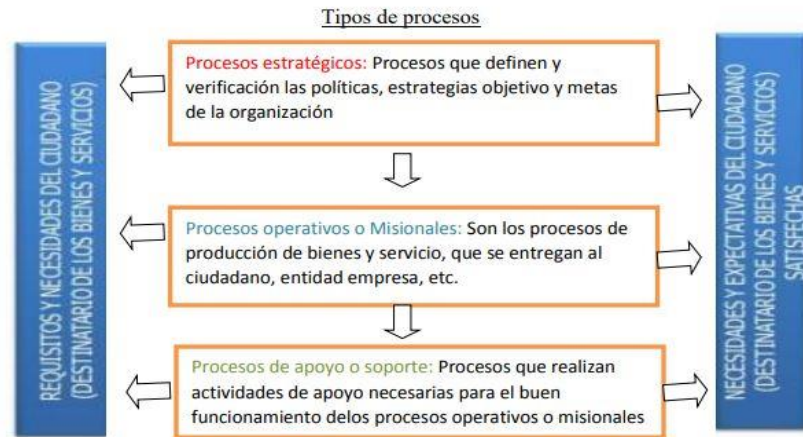 Tipos de procesos
REQUISITOS Y NECESIDADES DEL CIUDADANO
(DESTINATARIO DE LOS BIENES Y SERVICIOS)
Procesos estratégicos: Procesos que definen y
verificación las políticas, estrategias objetivo y metas
de la organización
Procesos operativos o Misionales: Son los procesos de
producción de bienes y servicio, que se entregan al
ciudadano, entidad empresa, etc.
Procesos de apoyo o soporte: Procesos que realizan
actividades de apoyo necesarias para el buen
funcionamiento delos procesos operativos o misionales
NECESIDADES Y EXPECTATIVAS DEL CIUDADANO
(DESTINATARIO DE LOS BIENES Y SERVICIOS)
SATISFECHAS